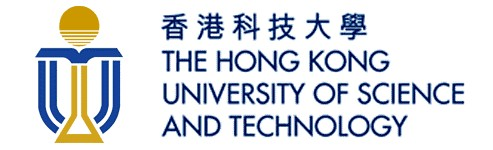 香港科技大學
THE HONG KONG
UNIVERSITY OF SCIENCE
AND TECHNOLOGY